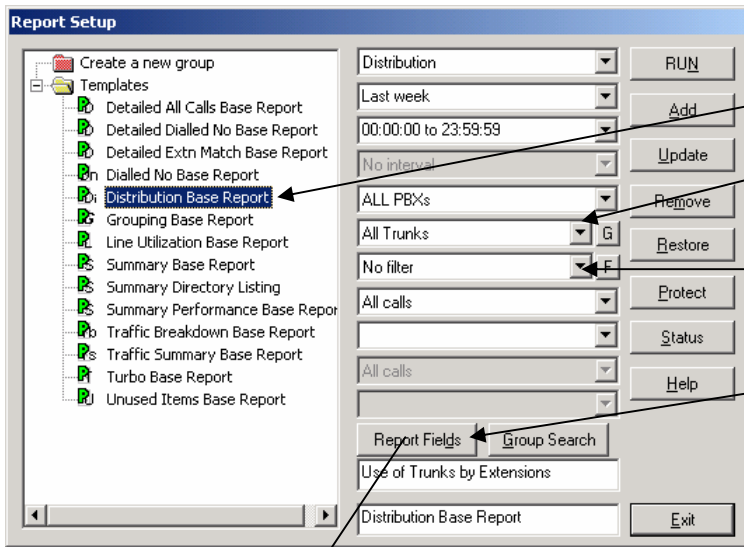 Report Setup
Create a new group
Templates
Detailed All Calls Base Report
Detailed Dialled No Base Report
Detailed Extn Match Base Report
Dialled No Base Report
Distribution Base Report
Grouping Base Report
Line Utilization Base Report
Summary Base Report
Summary Directory Listing
Summary Performance Base Repor
Traffic Breakdown Base Report
Traffic Summary Base Report
Turbo Base Report
Unused Items Base Report
Distribution
Last week
00:00:00 to 23:59:59
No interval
ALL PBXs
All Trunks
G
No filter
F
All calls
All calls
Report Fields
Group Search
Use of Trunks by Extensions
Distribution Base Report
RUN
Add
Update
Remove
Restore
Protect
Status
Help
Exit